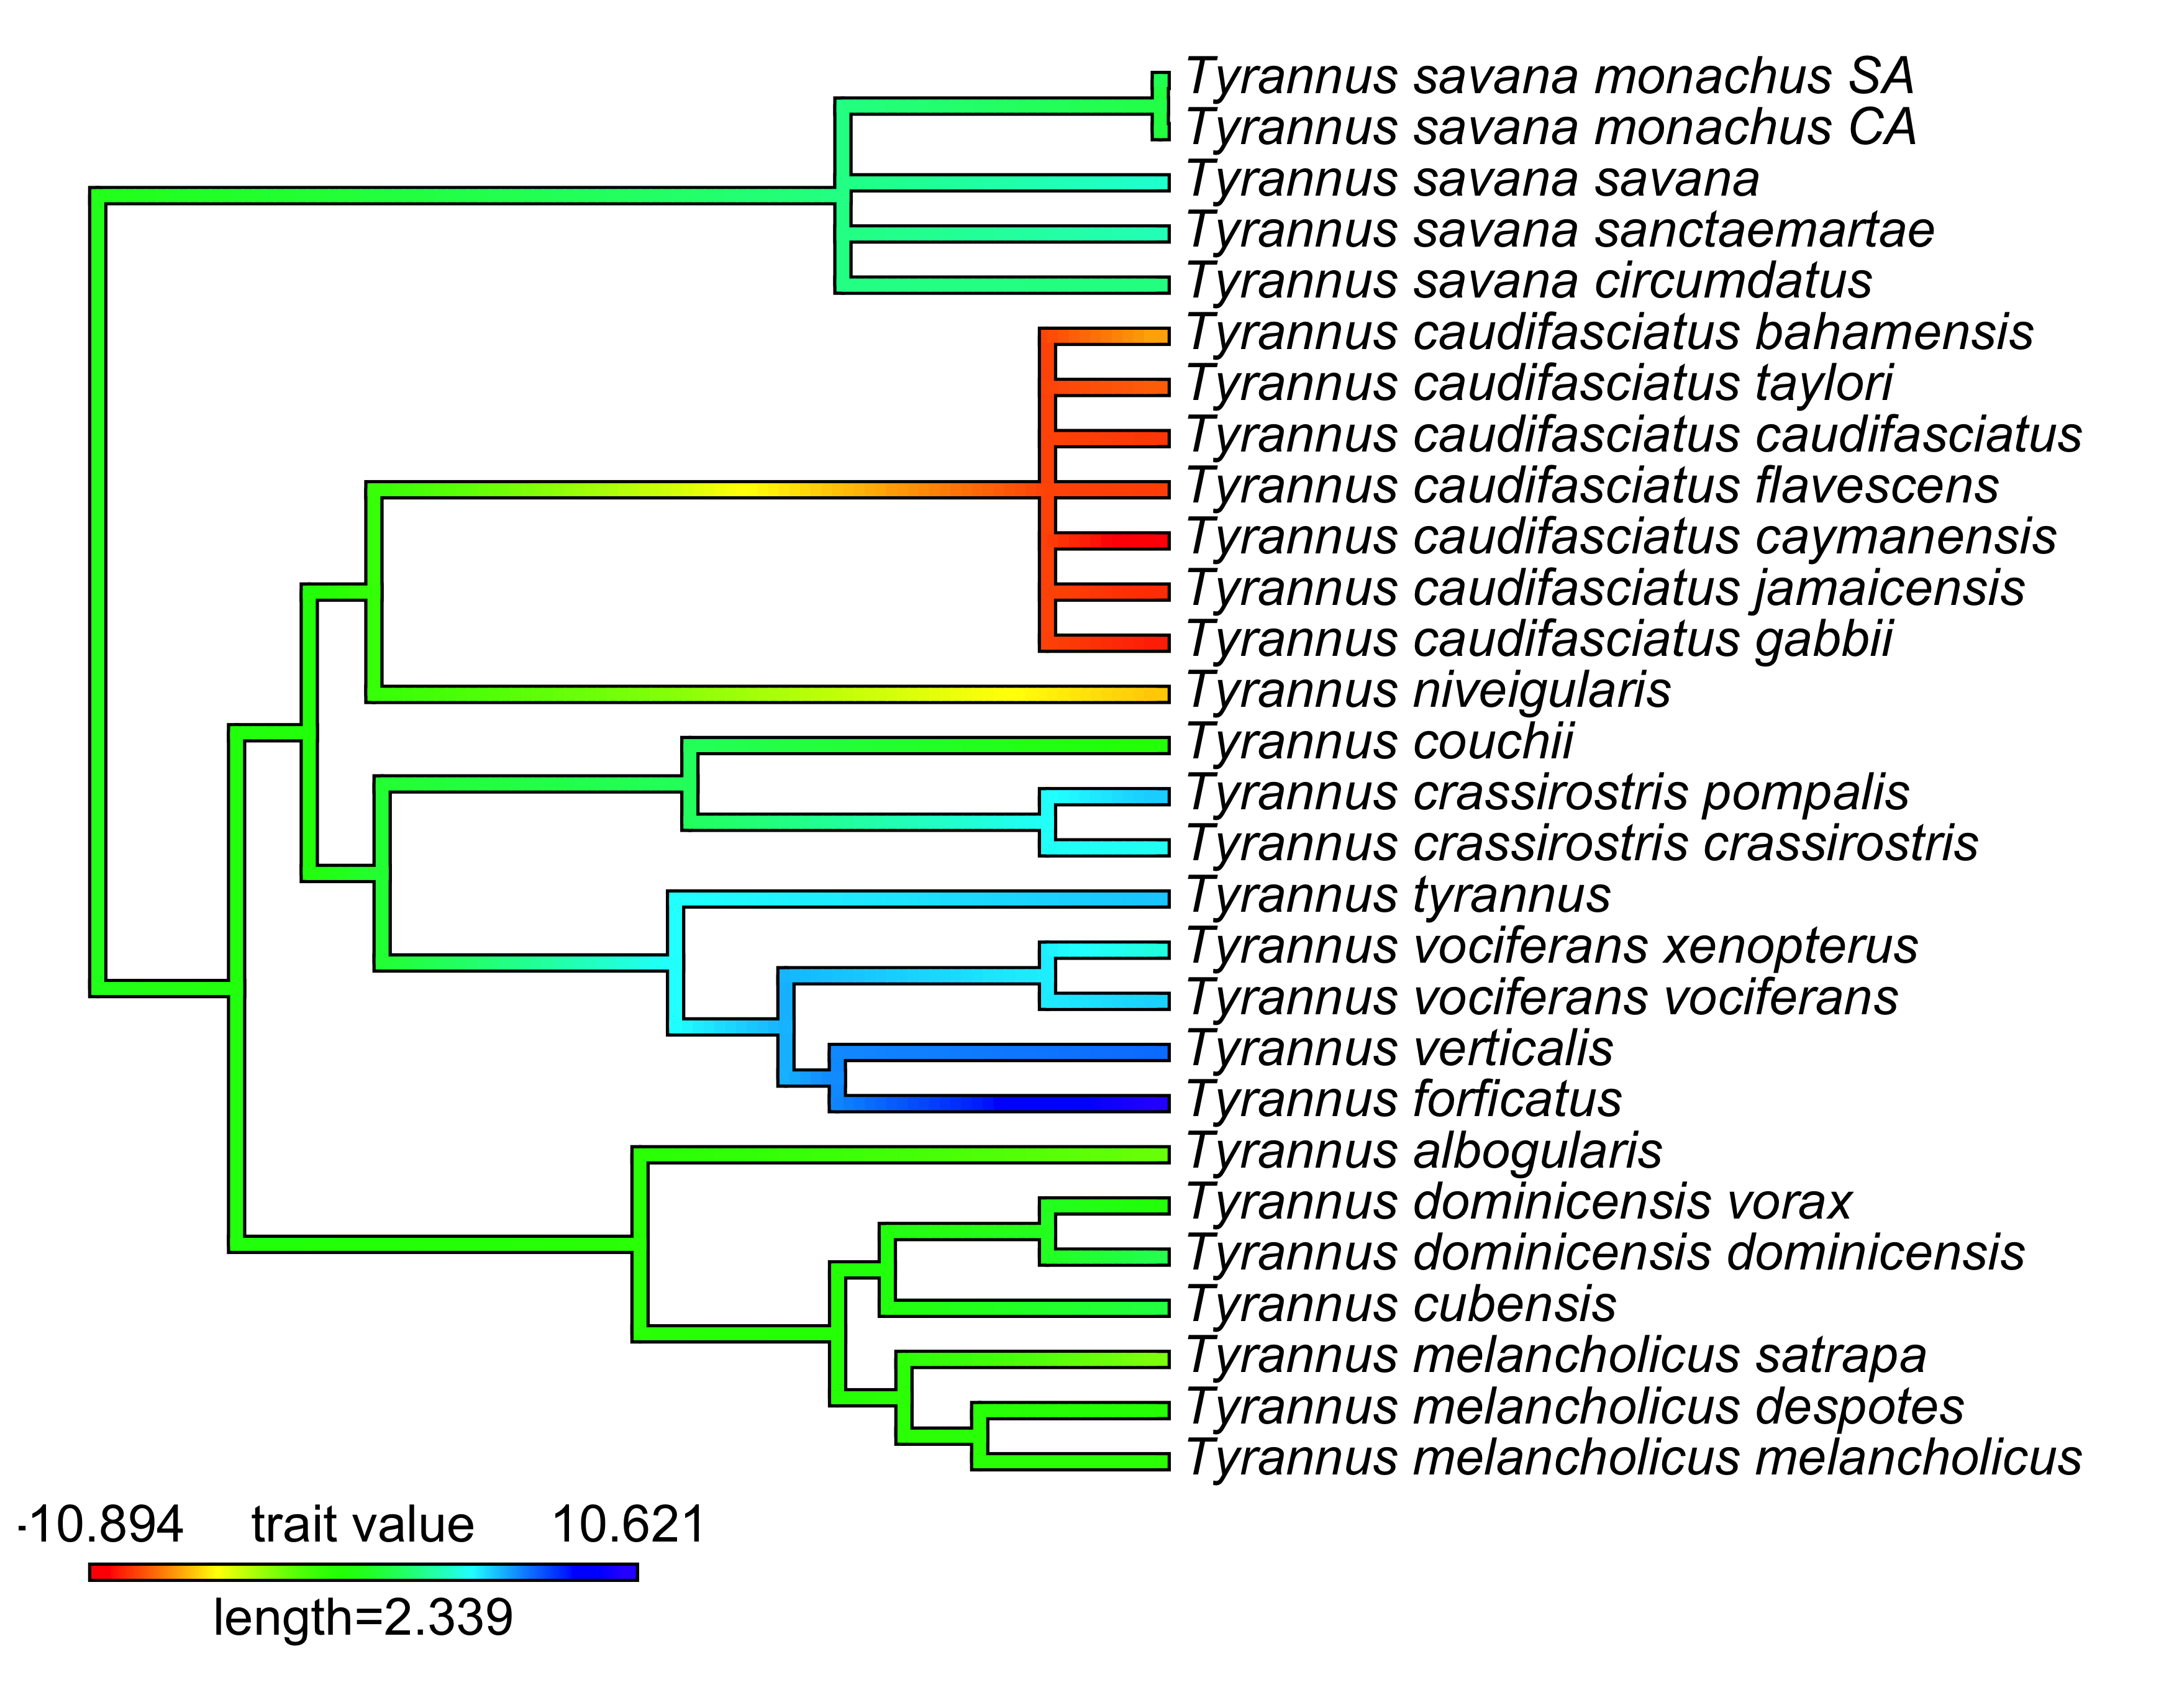 Tyrannus savana monachus SA
Tyrannus savana monachus CA
Tyrannus savana savana
Tyrannus savana sanctaemartae
Tyrannus savana circumdatus
Tyrannus caudifasciatus bahamensis
Tyrannus caudifasciatus taylori
Tyrannus caudifasciatus caudifasciatus
Tyrannus caudifasciatus flavescens
Tyrannus caudifasciatus caymanensis
Tyrannus caudifasciatus jamaicensis
Tyrannus caudifasciatus gabbii
Tyrannus niveigularis
Tyrannus couchii
Tyrannus crassirostris pompalis
Tyrannus crassirostris crassirostris
Tyrannus tyrannus
Tyrannus vociferans xenopterus
Tyrannus vociferans vociferans
Tyrannus verticalis
Tyrannus forficatus
Tyrannus albogularis
Tyrannus dominicensis vorax
Tyrannus dominicensis dominicensis
Tyrannus cubensis
Tyrannus melancholicus satrapa
Tyrannus melancholicus despotes
Tyrannus melancholicus melancholicus
-10.894 trait value 10.621
length=2.339